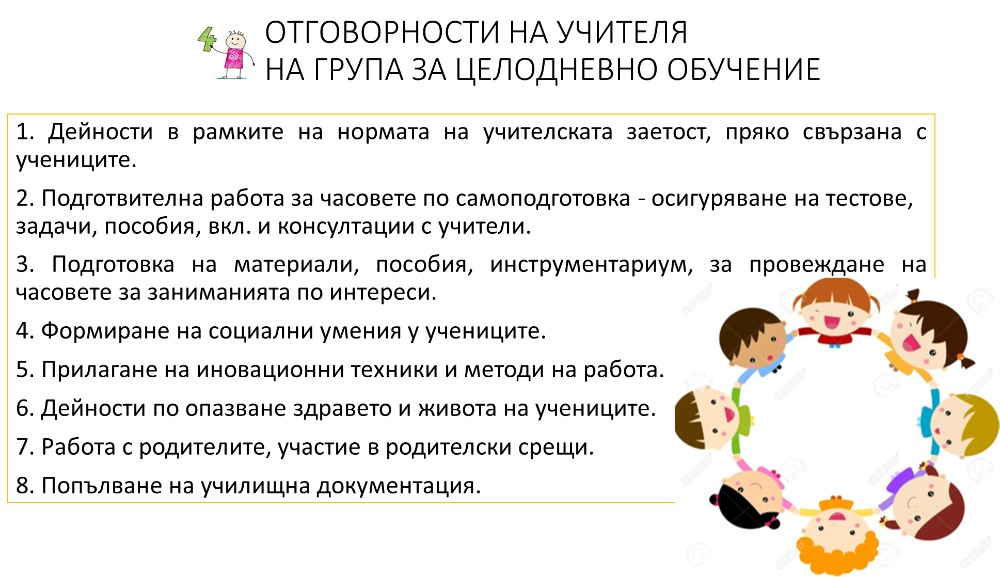 4
ОТГОВОРНОСТИ НА УЧИТЕЛЯ
НА ГРУПА ЗА ЦЕЛОДНЕВНО ОБУЧЕНИЕ
1. Дейности в рамките на нормата на учителската заетост, пряко свързана с
учениците.
2. Подготвителна работа за часовете по самоподготовка - осигуряване на тестове,
задачи, пособия, вкл. и консултации с учители.
3. Подготовка на материали, пособия, инструментариум, за провеждане на
часовете за заниманията по интереси.
4. Формиране на социални умения у учениците.
5. Прилагане на иновационни техники и методи на работа.
6. Дейности по опазване здравето и живота на учениците.
7. Работа с родителите, участие в родителски срещи.
8. Попълване на училищна документация.